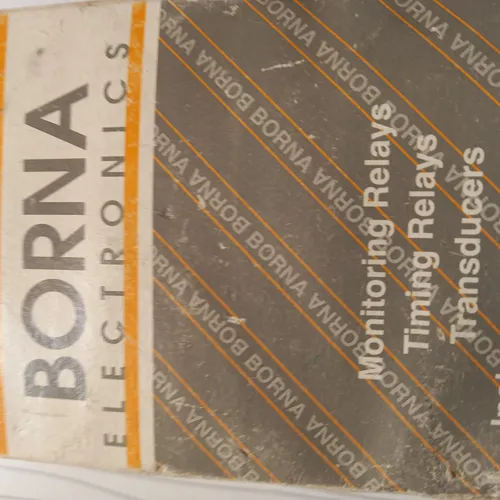 BORNA
ELECTRONICS
Monitoring Relays
Timing Relays
Transducers